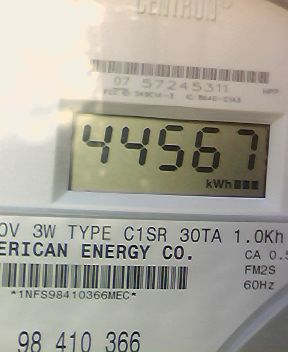 CENTRON®
07 57245311
HPP
44567
kWh
0V 3W TYPE C1SR 30TA 1.0Kh
ERICAN ENERGY CO.
CA 0.5
FM2S
60Hz
*1NFS98410366MEC*
98 410 366